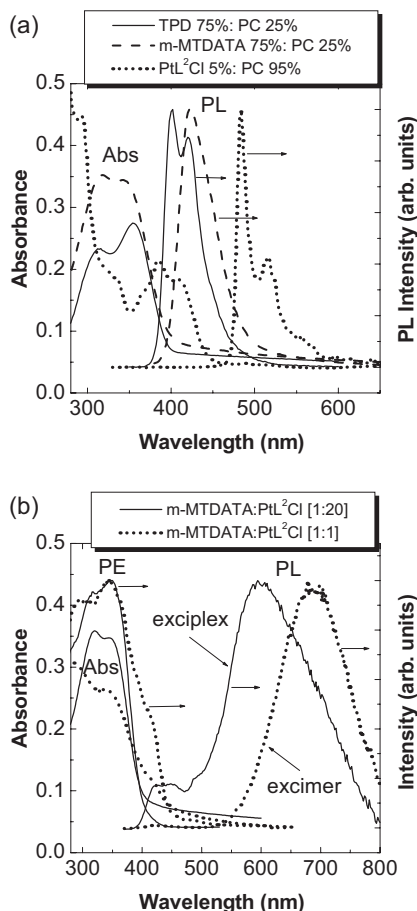 (a)
TPD 75%: PC 25%
m-MTDATA 75%: PC 25%
PtL²Cl 5%: PC 95%
0.5
0.4
0.3
0.2
0.1
0.0
Absorbance
Abs
PL
PL Intensity (arb. units)
300 400 500 600
Wavelength (nm)
(b)
m-MTDATA:PtL²Cl [1:20]
m-MTDATA:PtL²Cl [1:1]
0.5
0.4
0.3
0.2
0.1
0.0
Absorbance
PE
PL
Abs
exciplex
excimer
PL Intensity (arb. units)
300 400 500 600 700 800
Wavelength (nm)